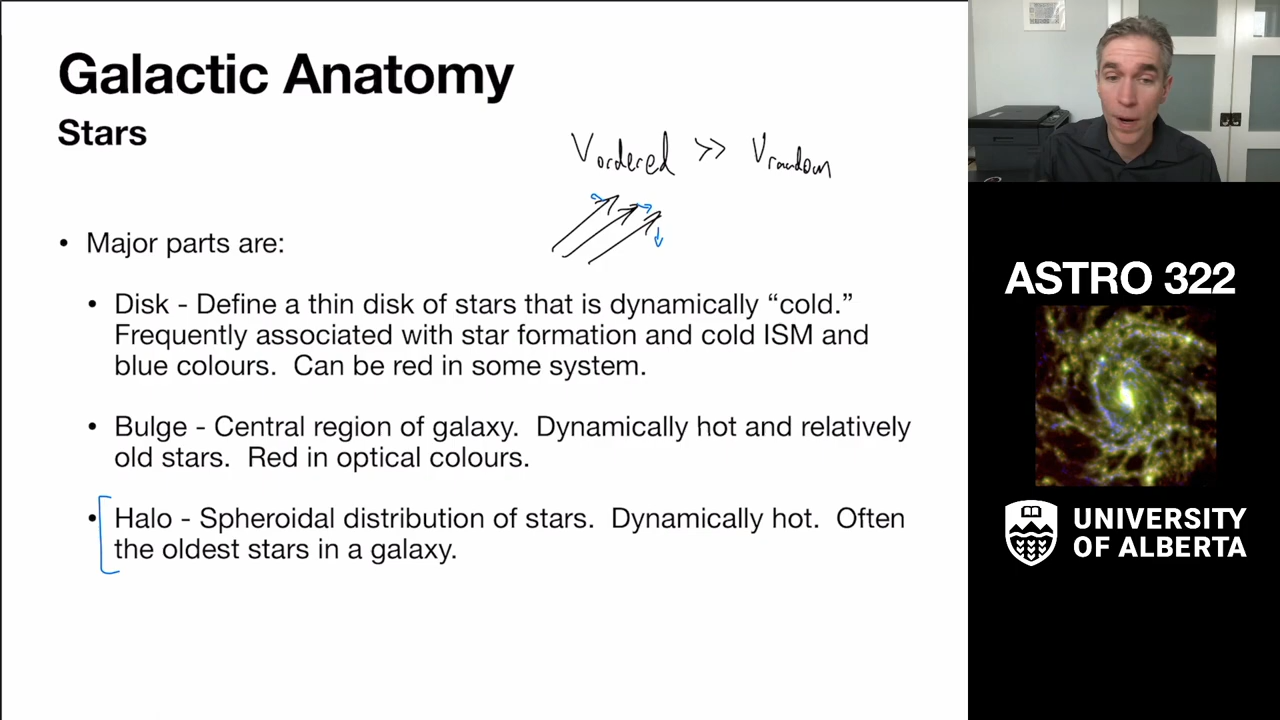 Galactic Anatomy
Stars
Vordered >> Vrandom
• Major parts are:
• Disk - Define a thin disk of stars that is dynamically “cold.”
Frequently associated with star formation and cold ISM and
blue colours. Can be red in some system.
• Bulge - Central region of galaxy. Dynamically hot and relatively
old stars. Red in optical colours.
• Halo - Spheroidal distribution of stars. Dynamically hot. Often
the oldest stars in a galaxy.
ASTRO 322
UNIVERSITY
OF ALBERTA